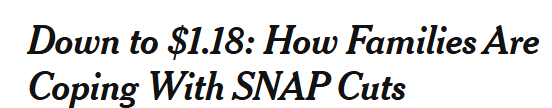 Down to $1.18: How Families Are
Coping With SNAP Cuts